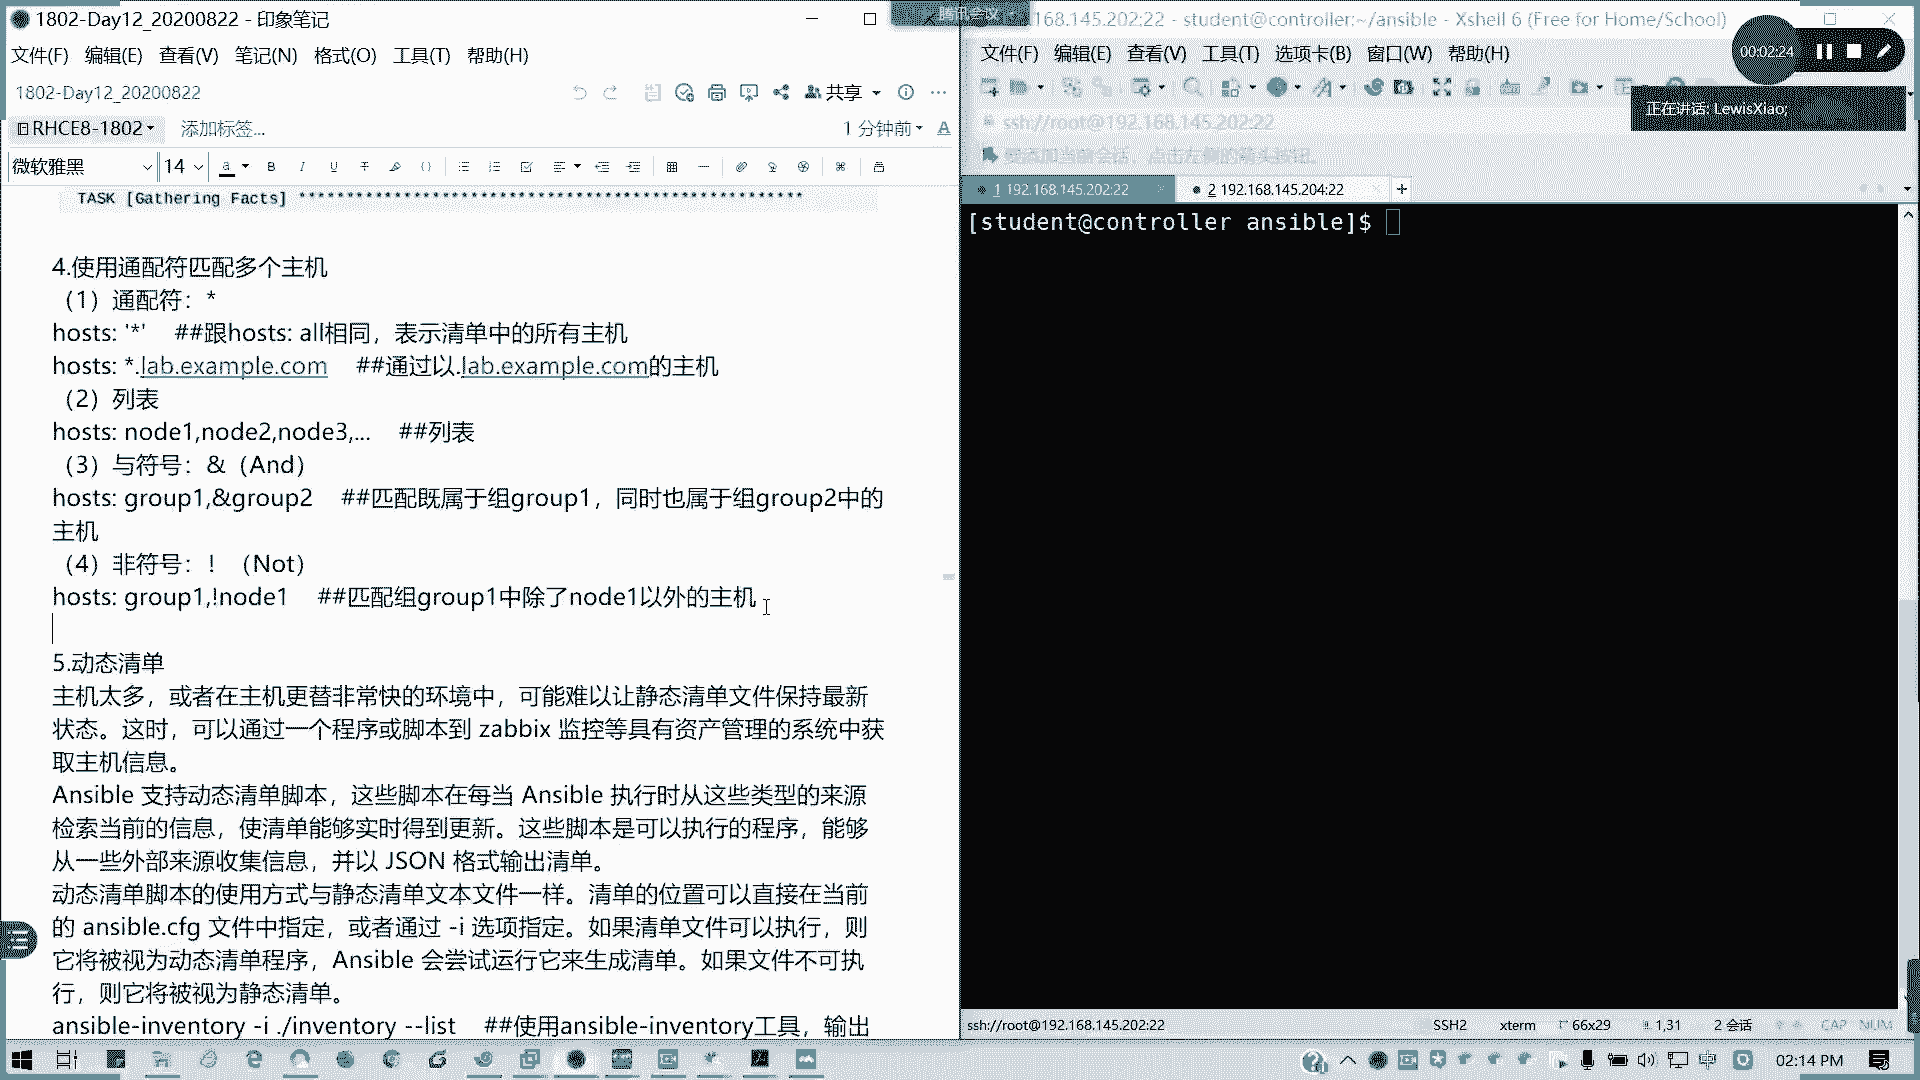 1802-Day12_20200822 - 印象笔记
文件(F) 编辑(E) 查看(V) 笔记(N) 格式(O) 工具(T) 帮助(H)
1802-Day12_20200822
共享
RHCE8-1802
添加标签...
1 分钟前
微软雅黑
14
TASK [Gathering Facts] ******************************************************
4.使用通配符匹配多个主机
（1）通配符：*
hosts: '*' ##跟hosts: all相同，表示清单中的所有主机
hosts: *.lab.example.com ##通过以.lab.example.com的主机
（2）列表
hosts: node1,node2,node3,... ##列表
（3）与符号：&（And）
hosts: group1,&group2 ##匹配既属于组group1，同时也属于组group2中的
主机
（4）非符号：！（Not）
hosts: group1,!node1 ##匹配组group1中除了node1以外的主机
5.动态清单
主机太多，或者在主机更替非常快的环境中，可能难以让静态清单文件保持最新
状态。这时，可以通过一个程序或脚本到 zabbix 监控等具有资产管理的系统中获
取主机信息。
Ansible 支持动态清单脚本，这些脚本在每当 Ansible 执行时从这些类型的来源
检索当前的信息，使清单能够实时得到更新。这些脚本是可以执行的程序，能够
从一些外部来源收集信息，并以 JSON 格式输出清单。
动态清单脚本的使用方式与静态清单文本文件一样。清单的位置可以直接在当前
的 ansible.cfg 文件中指定，或者通过 -i 选项指定。如果清单文件可以执行，则
它将被视为动态清单程序，Ansible 会尝试运行它来生成清单。如果文件不可执
行，则它将被视为静态清单。
ansible-inventory -i ./inventory --list ##使用ansible-inventory工具，输出
腾讯会议
168.145.202:22 - student@controller:~/ansible - Xshell 6 (Free for Home/School)
文件(F) 编辑(E) 查看(V) 工具(T) 选项卡(B) 窗口(W) 帮助(H)
00:02:24
正在讲话: LewisXiao;
ssh://root@192.168.145.202:22
要添加当前会话，点击左侧的箭头按钮。
1 192.168.145.202:22
2 192.168.145.204:22
[student@controller ansible]$
ssh://root@192.168.145.202:22
SSH2
xterm
66x29
1,31
2 会话
CAP NUM
中
02:14 PM